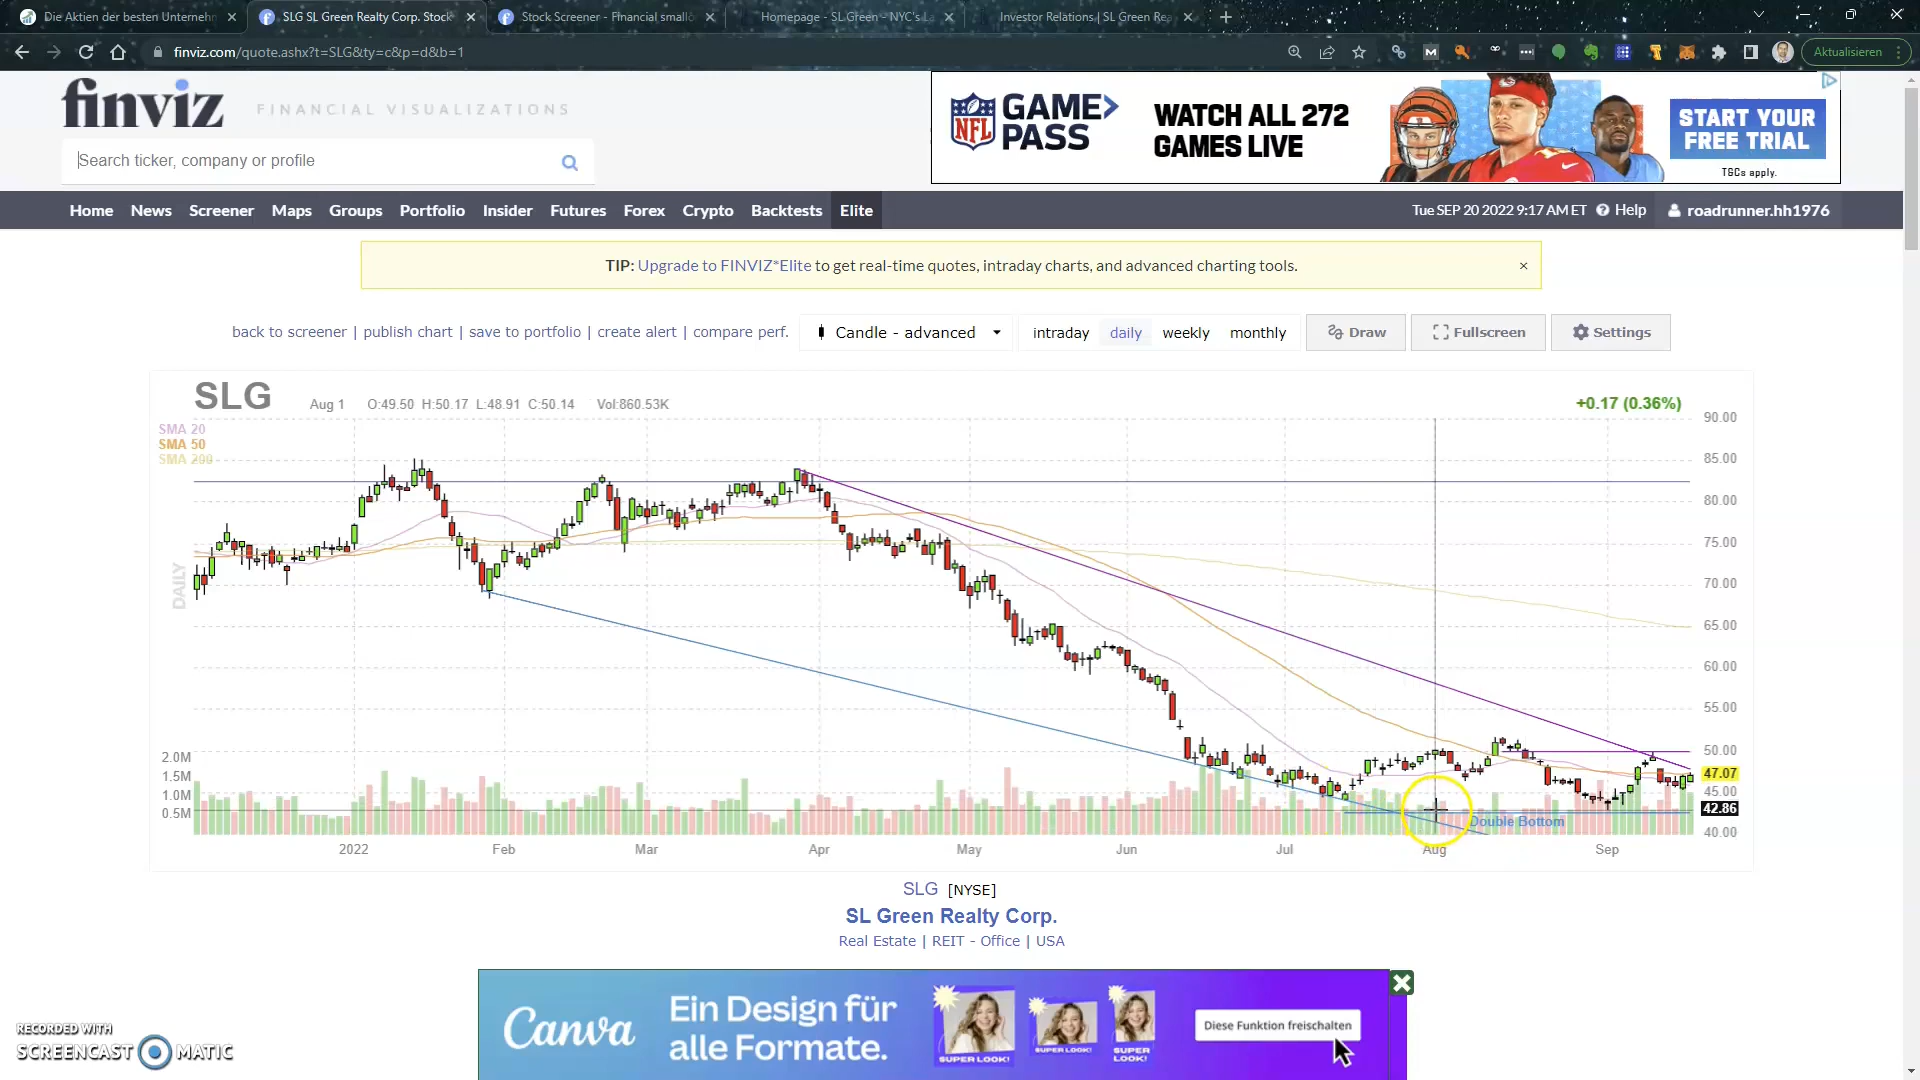 Die Aktien der besten Unternehm
SLG SL Green Realty Corp. Stock
Stock Screener - Financial small
Homepage - SL Green - NYC's La
Investor Relations | SL Green Rea
finviz.com/quote.ashx?t=SLG&ty=c&p=d&b=1
Aktualisieren
finviz
FINANCIAL VISUALIZATIONS
Search ticker, company or profile
NFL
GAME PASS
WATCH ALL 272
GAMES LIVE
START YOUR
FREE TRIAL
T&Cs apply.
Home News Screener Maps Groups Portfolio Insider Futures Forex Crypto Backtests Elite
Tue SEP 20 2022 9:17 AM ET Help roadrunner.hh1976
TIP: Upgrade to FINVIZ*Elite to get real-time quotes, intraday charts, and advanced charting tools.
back to screener | publish chart | save to portfolio | create alert | compare perf.
Candle - advanced
intraday daily weekly monthly
Draw
Fullscreen
Settings
SLG
Aug 1 O:49.50 H:50.17 L:48.91 C:50.14 Vol:860.53K
+0.17 (0.36%)
SMA 20
SMA 50
SMA 200
DAILY
90.00
85.00
80.00
75.00
70.00
65.00
60.00
55.00
50.00
47.07
45.00
42.86
40.00
2.0M
1.5M
1.0M
0.5M
Double Bottom
2022 Feb Mar Apr May Jun Jul Aug Sep
SLG [NYSE]
SL Green Realty Corp.
Real Estate | REIT - Office | USA
Canva
Ein Design für
alle Formate.
SUPER LOOK!
SUPER LOOK!
SUPER
LOOK!
Diese Funktion freischalten
RECORDED WITH
SCREENCAST MATIC